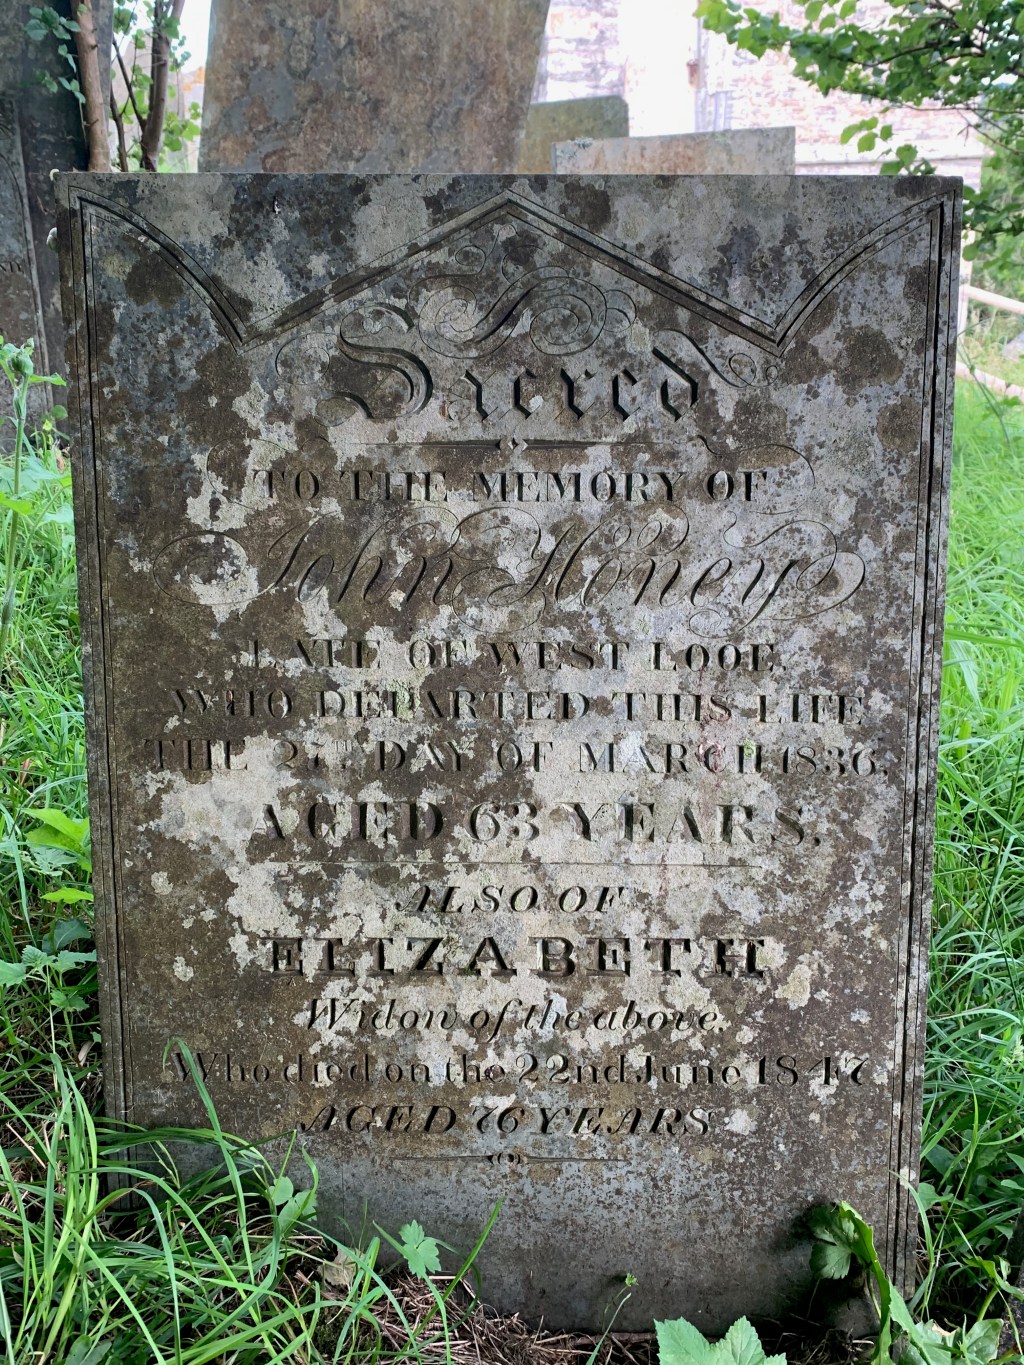 Sacred
TO THE MEMORY OF
John Honey
LATE OF WEST LOOE,
WHO DEPARTED THIS LIFE
THE 27TH DAY OF MARCH 1836,
AGED 63 YEARS,
ALSO OF
ELIZABETH
Widow of the above,
Who died on the 22nd June 1847
AGED 76 YEARS